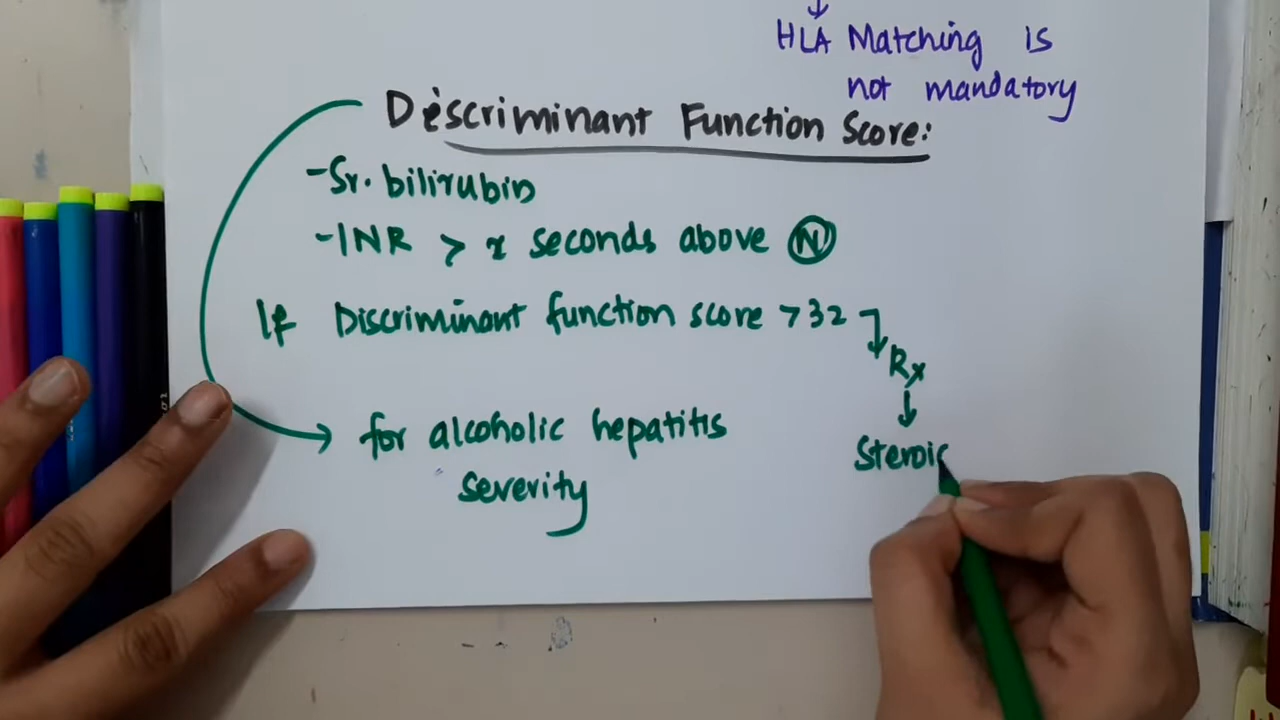 HLA Matching is
not mandatory
Discriminant Function Score:
-Sr. bilirubin
-INR > x seconds above N
If Discriminant function score >32
Rx
for alcoholic hepatitis
severity
Steroid